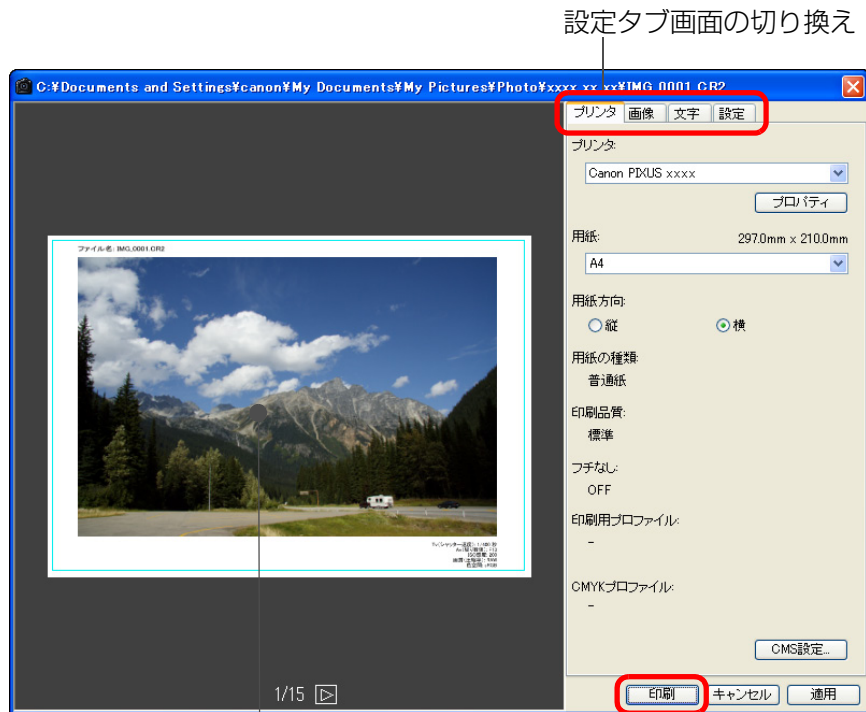 設定タブ画面の切り換え
C:¥Documents and Settings¥canon¥My Documents¥My Pictures¥Photo¥xxxx_xx_xx¥IMG_0001.CR2
プリンタ 画像 文字 設定
プリンタ:
Canon PIXUS xxxx
プロパティ
用紙: 297.0mm x 210.0mm
A4
用紙方向:
縦 横
用紙の種類:
普通紙
印刷品質:
標準
フチなし:
OFF
印刷用プロファイル:
-
CMYKプロファイル:
-
CMS設定...
ファイル名: IMG_0001.CR2
1/15
印刷 キャンセル 適用